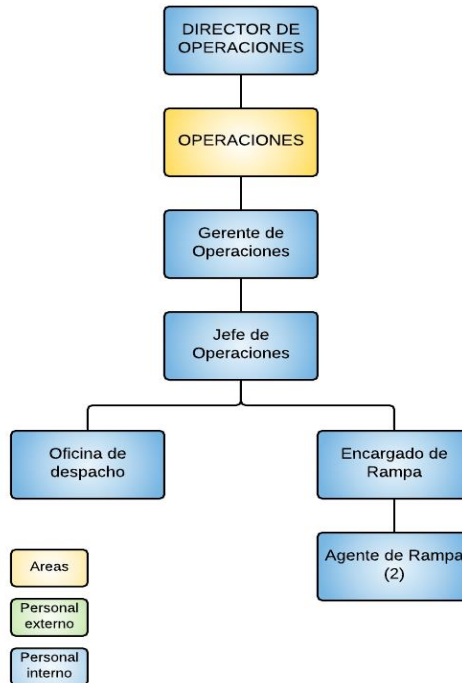 DIRECTOR DE
OPERACIONES
OPERACIONES
Gerente de
Operaciones
Jefe de
Operaciones
Oficina de
despacho
Encargado de
Rampa
Agente de Rampa
(2)
Areas
Personal
externo
Personal
interno